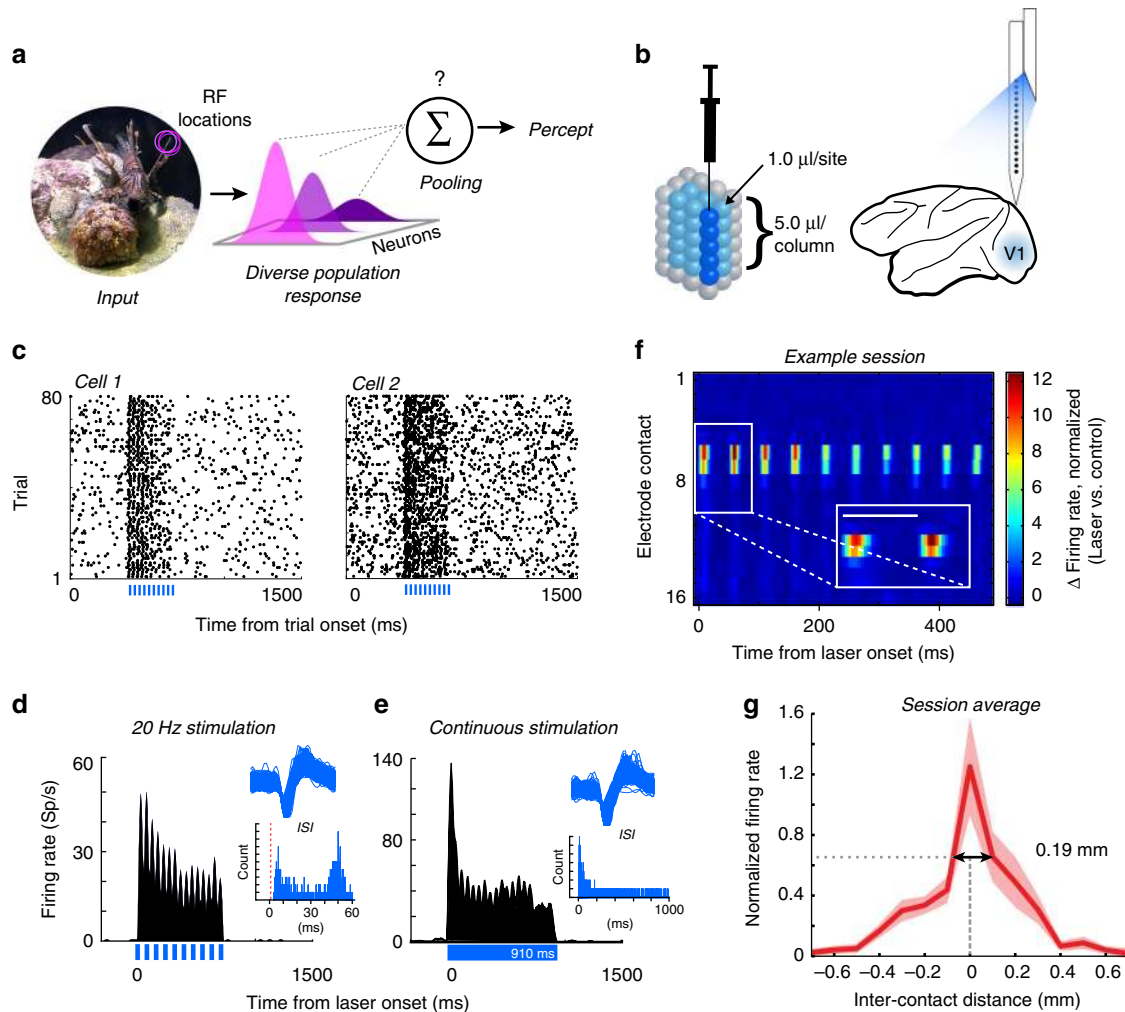 a
RF
locations
?
Σ
Percept
Pooling
Neurons
Diverse population
response
Input
b
1.0 µl/site
5.0 µl/
column
V1
c
Cell 1
Cell 2
Trial
80
1
0
1500
0
1500
Time from trial onset (ms)
f
Example session
Electrode contact
1
8
16
0
200
400
Time from laser onset (ms)
12
10
8
6
4
2
0
Δ Firing rate, normalized
(Laser vs. control)
d
20 Hz stimulation
Firing rate (Sp/s)
60
40
20
0
ISI
Count
0
30
60
(ms)
0
1500
e
Continuous stimulation
140
80
40
0
ISI
Count
0
1000
(ms)
910 ms
0
1500
Time from laser onset (ms)
g
Session average
Normalized firing rate
1.6
1.2
0.8
0.4
0
0.19 mm
−0.6
−0.4
−0.2
0
0.2
0.4
0.6
Inter-contact distance (mm)